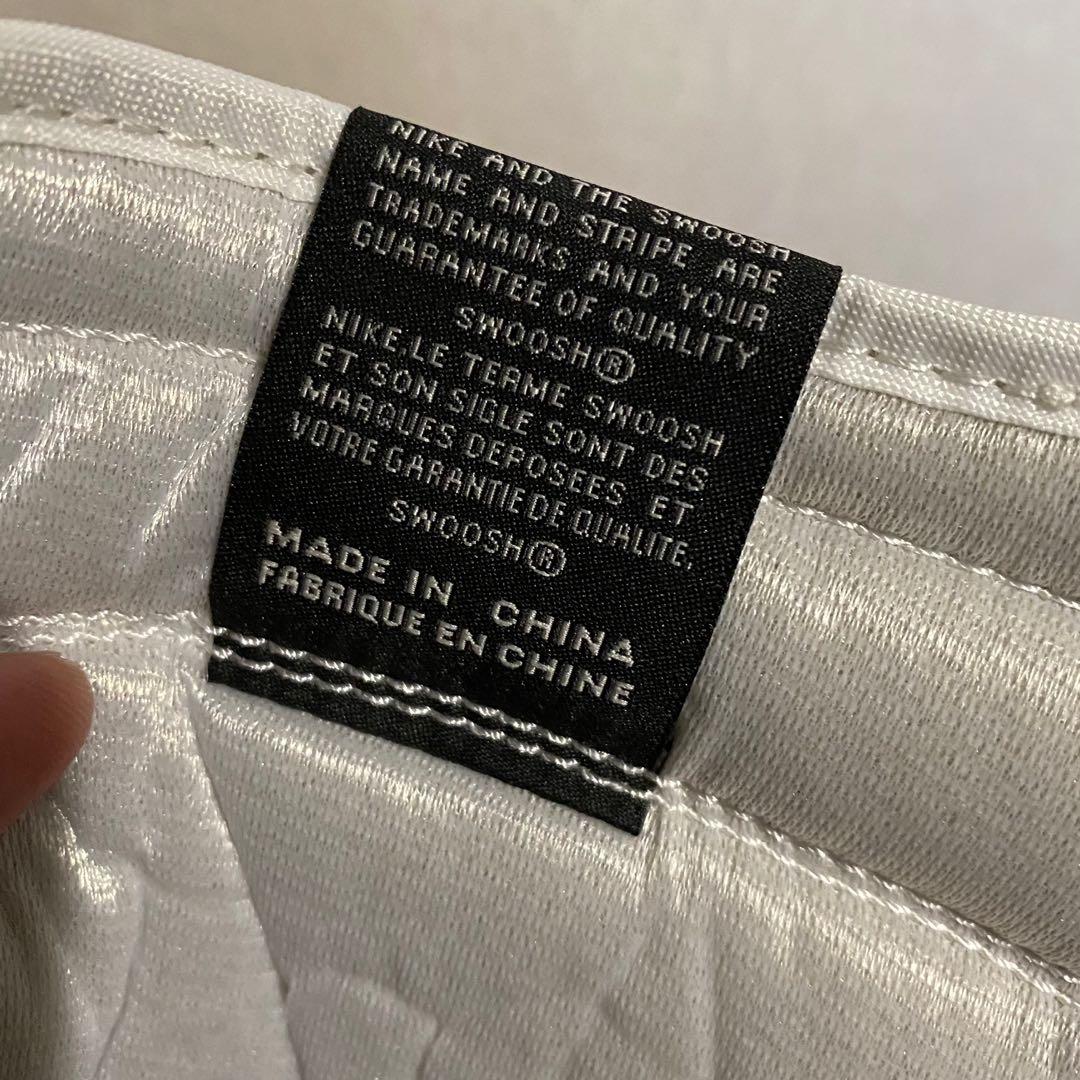 NIKE AND THE SWOOSH
NAME AND STRIPE ARE
TRADEMARKS AND YOUR
GUARANTEE OF QUALITY
SWOOSH®
NIKE.LE TERME SWOOSH
ET SON SIGLE SONT DES
MARQUES DEPOSEES ET
VOTRE GARANTIE DE QUALITE.
SWOOSH®
MADE IN CHINA
FABRIQUE EN CHINE